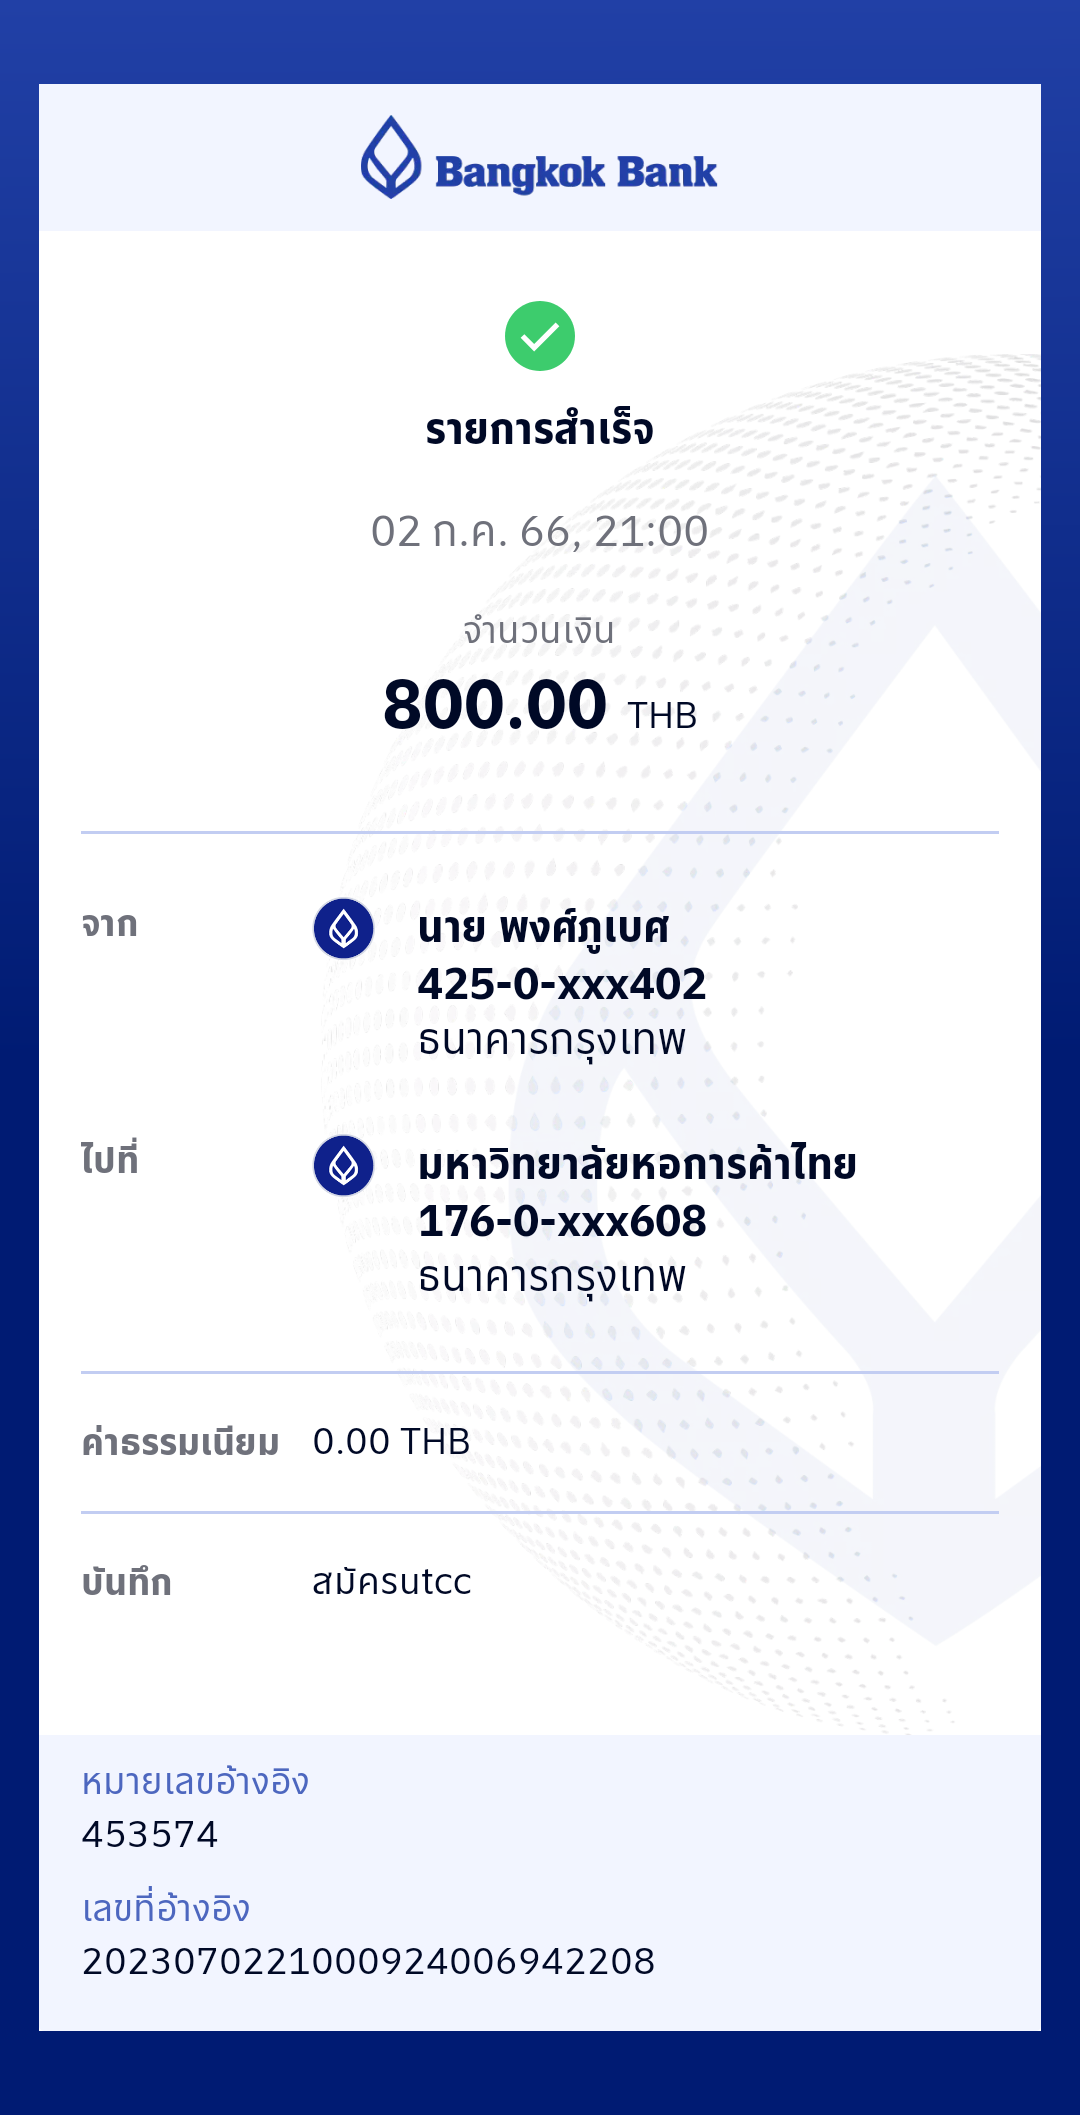 Bangkok Bank
รายการสำเร็จ
02 ก.ค. 66, 21:00
จำนวนเงิน
800.00 THB
จาก
นาย พงศ์ภูเบศ
425-0-xxx402
ธนาคารกรุงเทพ
ไปที่
มหาวิทยาลัยหอการค้าไทย
176-0-xxx608
ธนาคารกรุงเทพ
ค่าธรรมเนียม 0.00 THB
บันทึก สมัครutcc
หมายเลขอ้างอิง
453574
เลขที่อ้างอิง
2023070221000924006942208